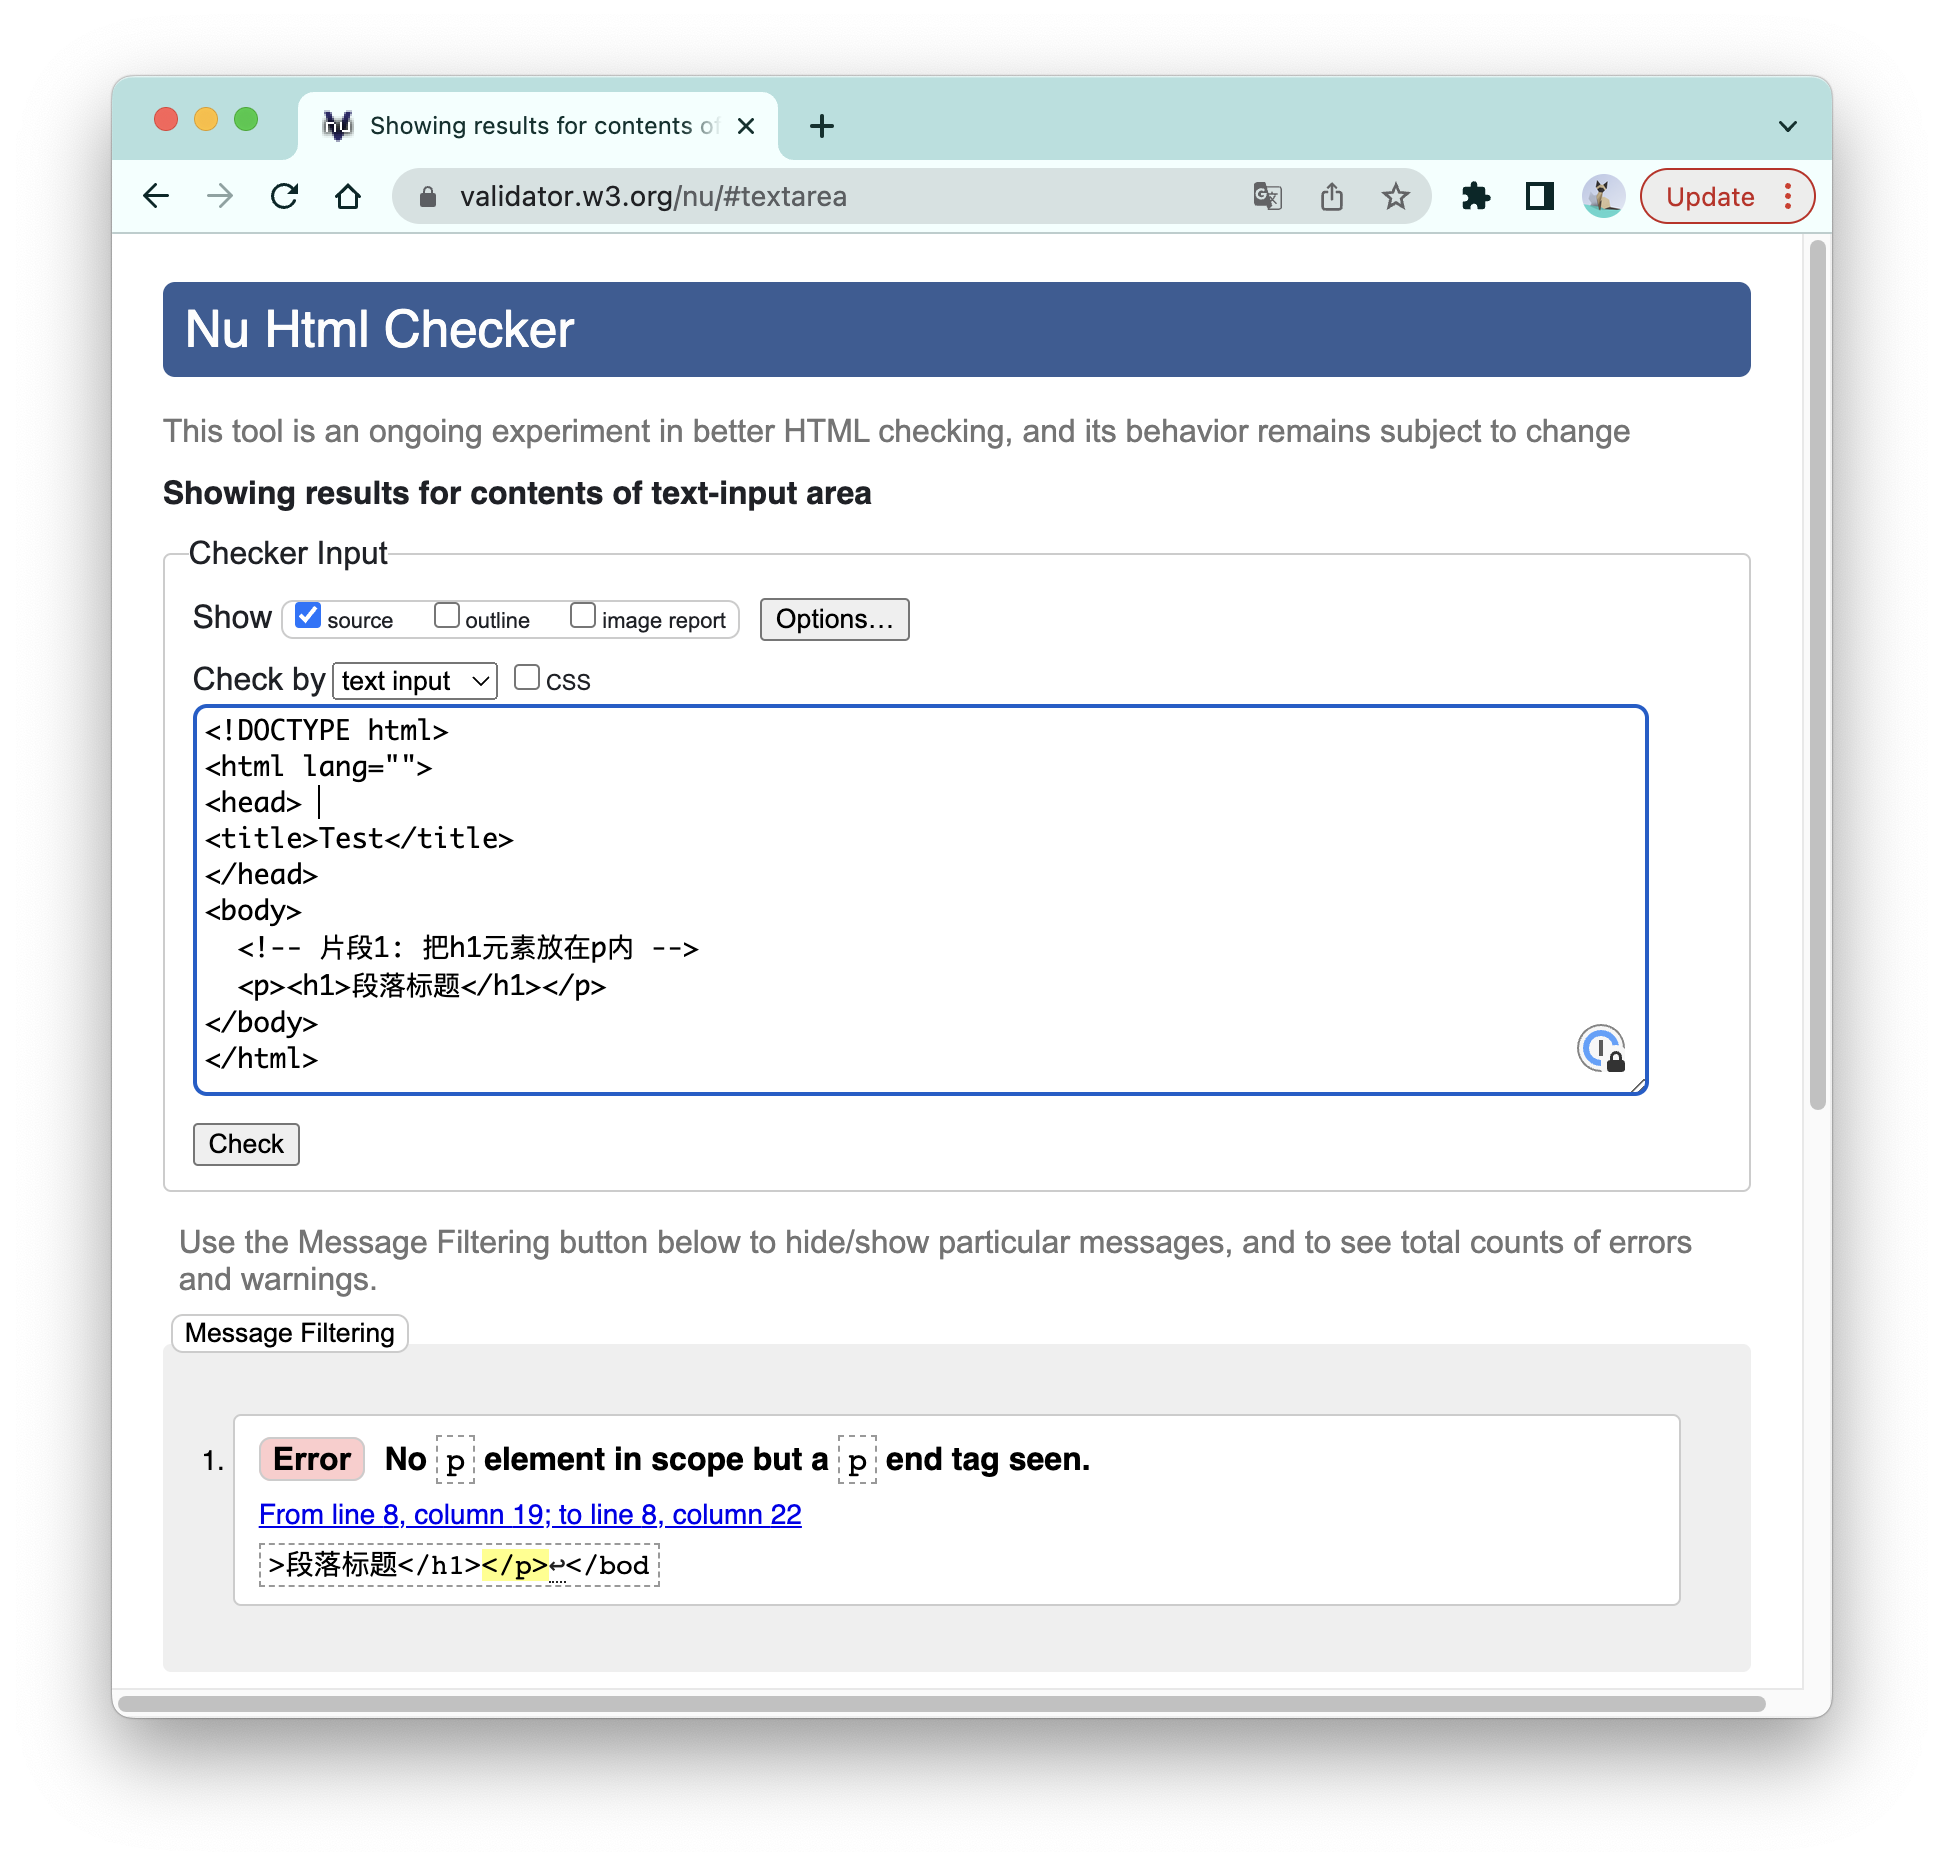 Showing results for contents of
validator.w3.org/nu/#textarea
Update
Nu Html Checker
This tool is an ongoing experiment in better HTML checking, and its behavior remains subject to change
Showing results for contents of text-input area
Checker Input
Show source outline image report Options...
Check by text input css
<!DOCTYPE html>
<html lang="">
<head>
<title>Test</title>
</head>
<body>
<!-- 片段1: 把h1元素放在p内 -->
<p><h1>段落标题</h1></p>
</body>
</html>
Check
Use the Message Filtering button below to hide/show particular messages, and to see total counts of errors
and warnings.
Message Filtering
1. Error No p element in scope but a p end tag seen.
From line 8, column 19; to line 8, column 22
>段落标题</h1></p>↩</bod